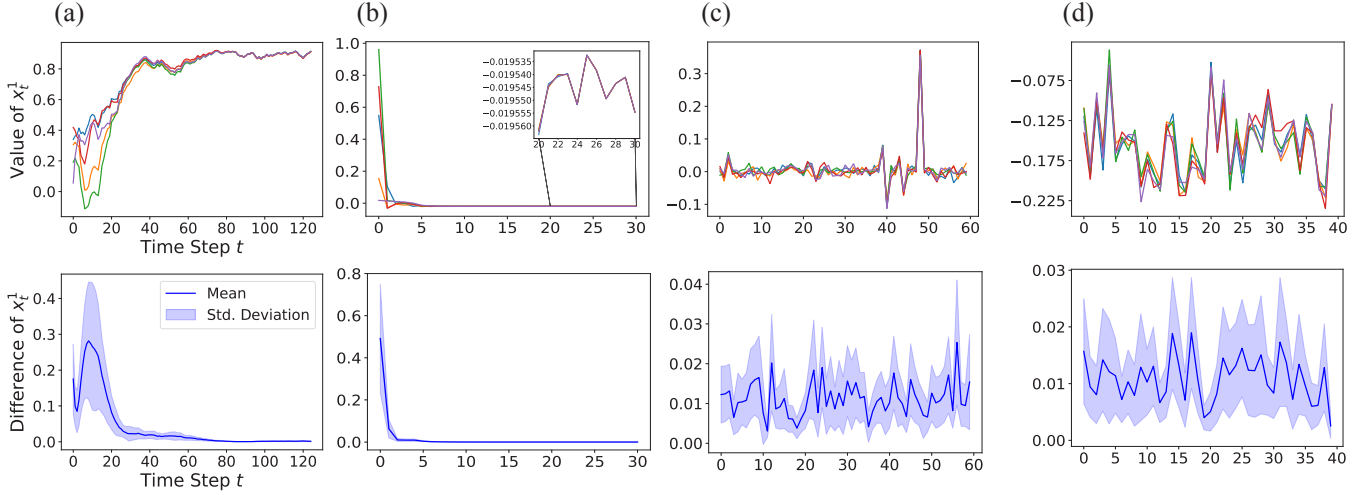 (a)
(b)
(c)
(d)
Value of x_t^1
0.8
0.6
0.4
0.2
0.0
0 20 40 60 80 100 120
Time Step t
1.0
0.8
0.6
0.4
0.2
0.0
0 5 10 15 20 25 30
−0.019535
−0.019540
−0.019545
−0.019550
−0.019555
−0.019560
20 22 24 26 28 30
0.3
0.2
0.1
0.0
−0.1
0 10 20 30 40 50 60
−0.075
−0.125
−0.175
−0.225
0 5 10 15 20 25 30 35 40
Difference of x_t^1
0.4
0.3
0.2
0.1
0.0
Mean
Std. Deviation
0 20 40 60 80 100 120
Time Step t
0.8
0.6
0.4
0.2
0.0
0 5 10 15 20 25 30
0.04
0.03
0.02
0.01
0.00
0 10 20 30 40 50 60
0.03
0.02
0.01
0.00
0 5 10 15 20 25 30 35 40